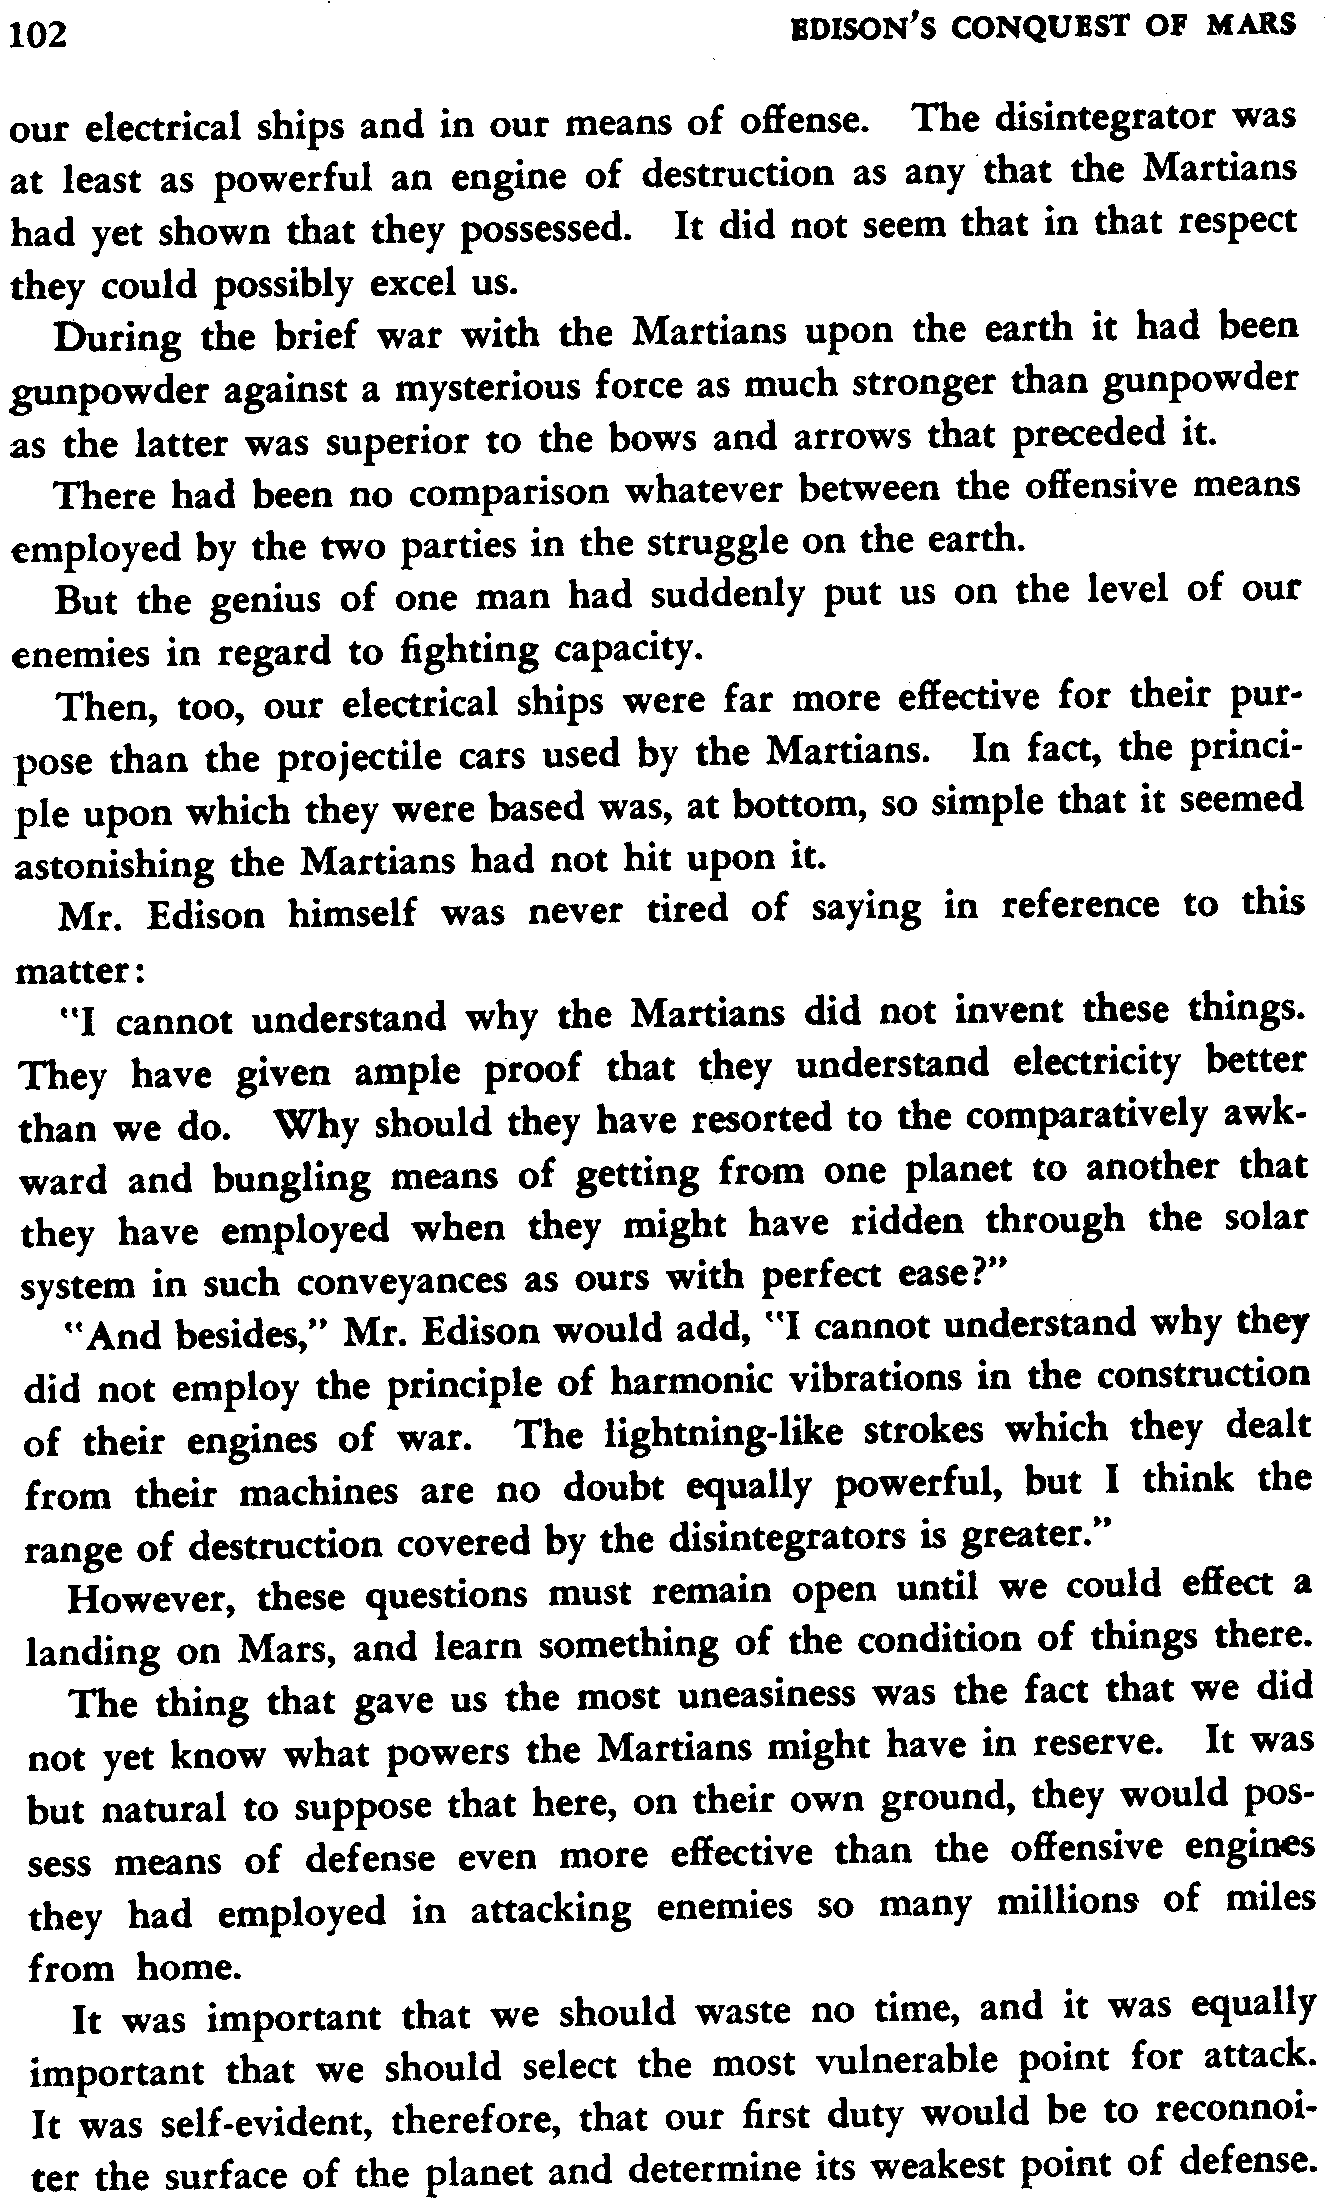 102 EDISON'S CONQUEST OF MARS
our electrical ships and in our means of offense. The disintegrator was
at least as powerful an engine of destruction as any that the Martians
had yet shown that they possessed. It did not seem that in that respect
they could possibly excel us.
During the brief war with the Martians upon the earth it had been
gunpowder against a mysterious force as much stronger than gunpowder
as the latter was superior to the bows and arrows that preceded it.
There had been no comparison whatever between the offensive means
employed by the two parties in the struggle on the earth.
But the genius of one man had suddenly put us on the level of our
enemies in regard to fighting capacity.
Then, too, our electrical ships were far more effective for their pur-
pose than the projectile cars used by the Martians. In fact, the princi-
ple upon which they were based was, at bottom, so simple that it seemed
astonishing the Martians had not hit upon it.
Mr. Edison himself was never tired of saying in reference to this
matter:
"I cannot understand why the Martians did not invent these things.
They have given ample proof that they understand electricity better
than we do. Why should they have resorted to the comparatively awk-
ward and bungling means of getting from one planet to another that
they have employed when they might have ridden through the solar
system in such conveyances as ours with perfect ease?"
"And besides," Mr. Edison would add, "I cannot understand why they
did not employ the principle of harmonic vibrations in the construction
of their engines of war. The lightning-like strokes which they dealt
from their machines are no doubt equally powerful, but I think the
range of destruction covered by the disintegrators is greater."
However, these questions must remain open until we could effect a
landing on Mars, and learn something of the condition of things there.
The thing that gave us the most uneasiness was the fact that we did
not yet know what powers the Martians might have in reserve. It was
but natural to suppose that here, on their own ground, they would pos-
sess means of defense even more effective than the offensive engines
they had employed in attacking enemies so many millions of miles
from home.
It was important that we should waste no time, and it was equally
important that we should select the most vulnerable point for attack.
It was self-evident, therefore, that our first duty would be to reconnoi-
ter the surface of the planet and determine its weakest point of defense.